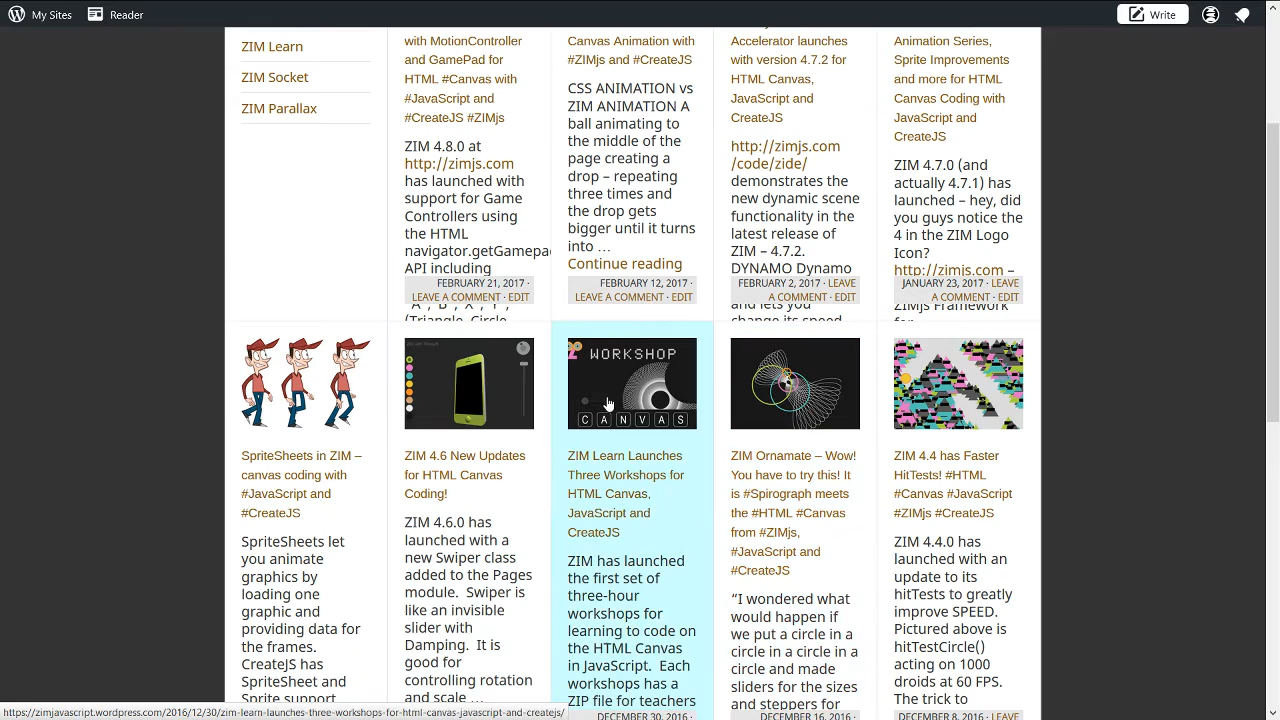 My Sites
Reader
Write
ZIM Learn
ZIM Socket
ZIM Parallax
with MotionController
and GamePad for
HTML #Canvas with
#JavaScript and
#CreateJS #ZIMjs
ZIM 4.8.0 at
http://zimjs.com
has launched with
support for Game
Controllers using
the HTML
navigator.getGamepa
API including
FEBRUARY 21, 2017 ·
LEAVE A COMMENT · EDIT
(Triangle, Circle
Canvas Animation with
#ZIMjs and #CreateJS
CSS ANIMATION vs
ZIM ANIMATION A
ball animating to
the middle of the
page creating a
drop – repeating
three times and
the drop gets
bigger until it turns
into …
Continue reading
FEBRUARY 12, 2017 ·
LEAVE A COMMENT · EDIT
Accelerator launches
with version 4.7.2 for
HTML Canvas,
JavaScript and
CreateJS
http://zimjs.com
/code/zide/
demonstrates the
new dynamic scene
functionality in the
latest release of
ZIM – 4.7.2.
DYNAMO Dynamo
FEBRUARY 2, 2017 · LEAVE
A COMMENT · EDIT
and lets you
change its speed
Animation Series,
Sprite Improvements
and more for HTML
Canvas Coding with
JavaScript and
CreateJS
ZIM 4.7.0 (and
actually 4.7.1) has
launched – hey, did
you guys notice the
4 in the ZIM Logo
Icon?
http://zimjs.com –
JANUARY 23, 2017 · LEAVE
A COMMENT · EDIT
ZIMjs Framework
for
SpriteSheets in ZIM –
canvas coding with
#JavaScript and
#CreateJS
SpriteSheets let
you animate
graphics by
loading one
graphic and
providing data for
the frames.
CreateJS has
SpriteSheet and
Sprite support
ZIM 4.6 New Updates
for HTML Canvas
Coding!
ZIM 4.6.0 has
launched with a
new Swiper class
added to the Pages
module. Swiper is
like an invisible
slider with
Damping. It is
good for
controlling rotation
and scale ...
WORKSHOP
CANVAS
ZIM Learn Launches
Three Workshops for
HTML Canvas,
JavaScript and
CreateJS
ZIM has launched
the first set of
three-hour
workshops for
learning to code on
the HTML Canvas
in JavaScript. Each
workshops has a
ZIP file for teachers
DECEMBER 30, 2016 ·
ZIM Ornamate – Wow!
You have to try this! It
is #Spirograph meets
the #HTML #Canvas
from #ZIMjs,
#JavaScript and
#CreateJS
“I wondered what
would happen if
we put a circle in a
circle in a circle in a
circle and made
sliders for the sizes
and steppers for
DECEMBER 16, 2016 ·
ZIM 4.4 has Faster
HitTests! #HTML
#Canvas #JavaScript
#ZIMjs #CreateJS
ZIM 4.4.0 has
launched with an
update to its
hitTests to greatly
improve SPEED.
Pictured above is
hitTestCircle()
acting on 1000
droids at 60 FPS.
The trick to
DECEMBER 8, 2016 · LEAVE
https://zimjavascript.wordpress.com/2016/12/30/zim-learn-launches-three-workshops-for-html-canvas-javascript-and-createjs/